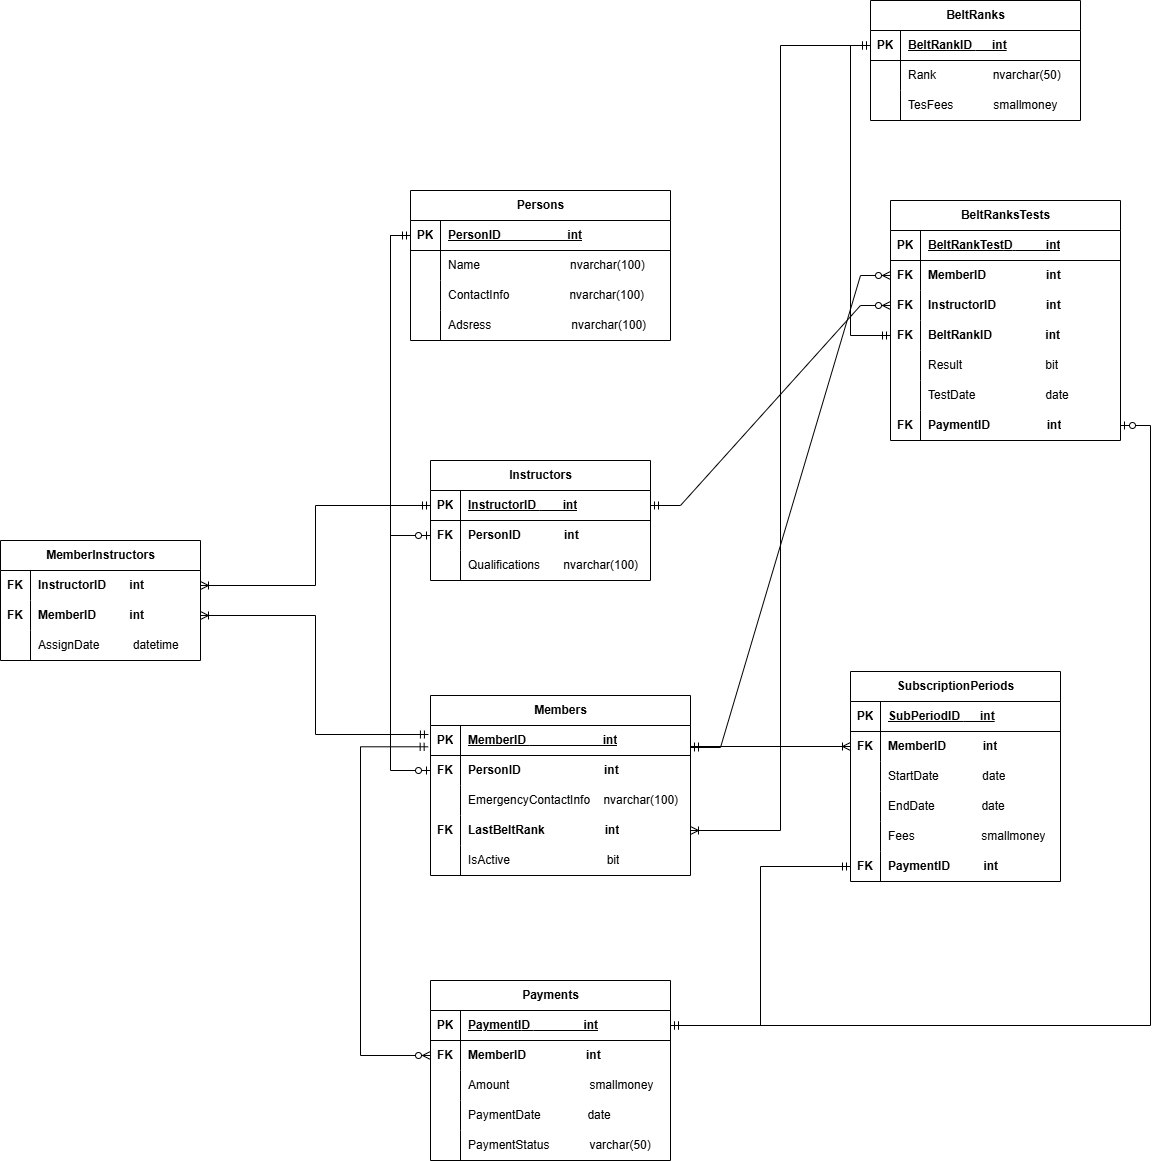 BeltRanks
PK BeltRankID int
Rank nvarchar(50)
TesFees smallmoney
Persons
PK PersonID int
Name nvarchar(100)
ContactInfo nvarchar(100)
Adsress nvarchar(100)
BeltRanksTests
PK BeltRankTestD int
FK MemberID int
FK InstructorID int
FK BeltRankID int
Result bit
TestDate date
FK PaymentID int
Instructors
PK InstructorID int
FK PersonID int
Qualifications nvarchar(100)
MemberInstructors
FK InstructorID int
FK MemberID int
AssignDate datetime
Members
PK MemberID int
FK PersonID int
EmergencyContactInfo nvarchar(100)
FK LastBeltRank int
IsActive bit
SubscriptionPeriods
PK SubPeriodID int
FK MemberID int
StartDate date
EndDate date
Fees smallmoney
FK PaymentID int
Payments
PK PaymentID int
FK MemberID int
Amount smallmoney
PaymentDate date
PaymentStatus varchar(50)